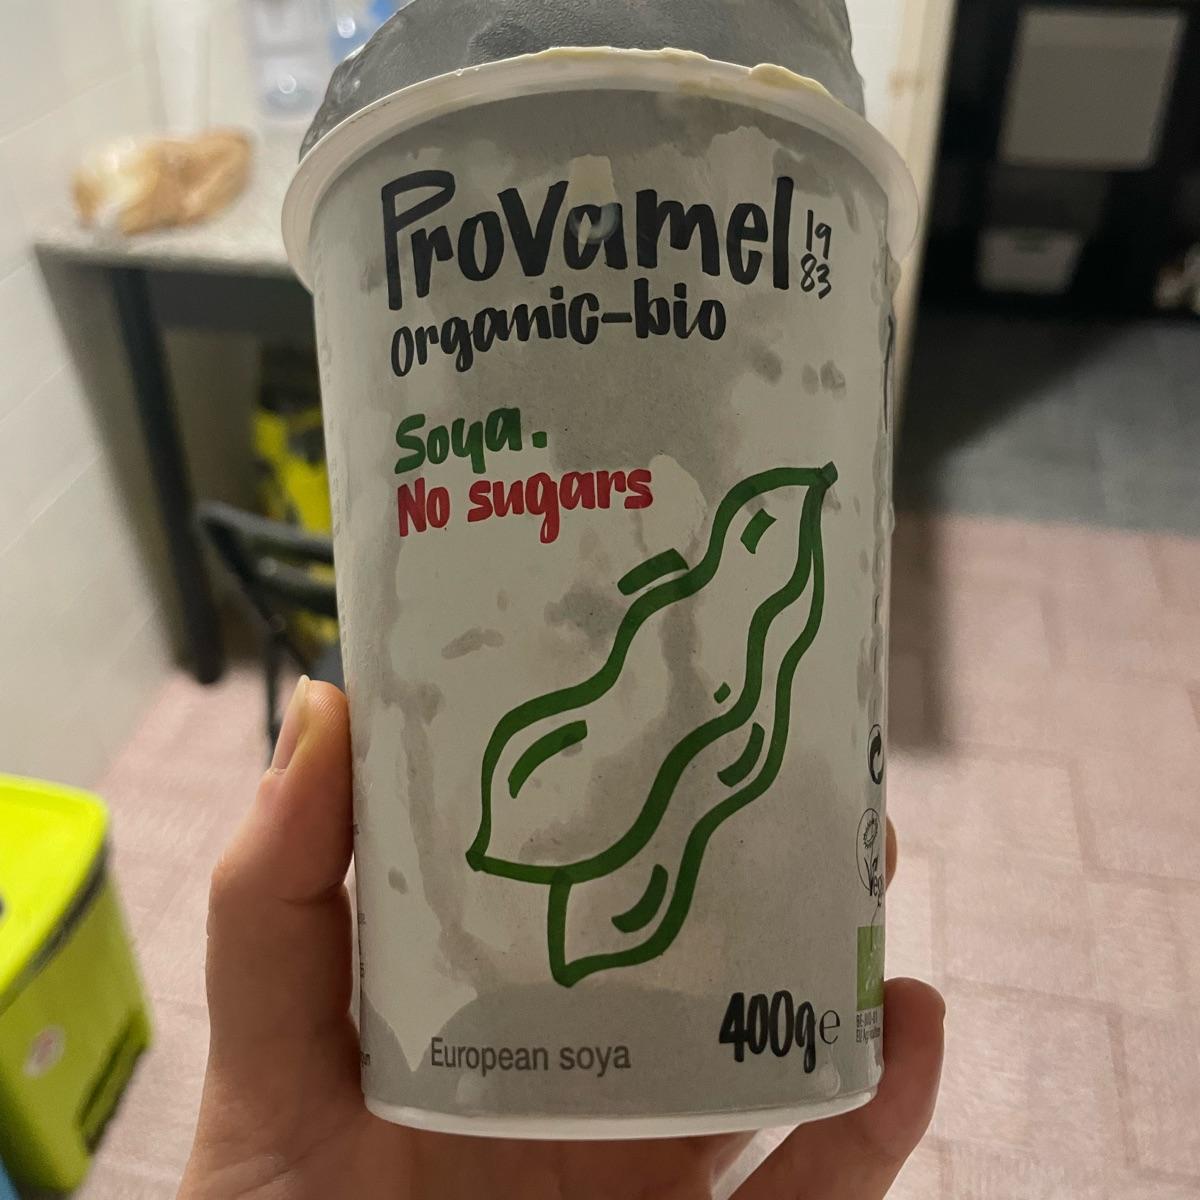 Provamel 19
83
organic-bio
Soya.
No sugars
European soya
400g e